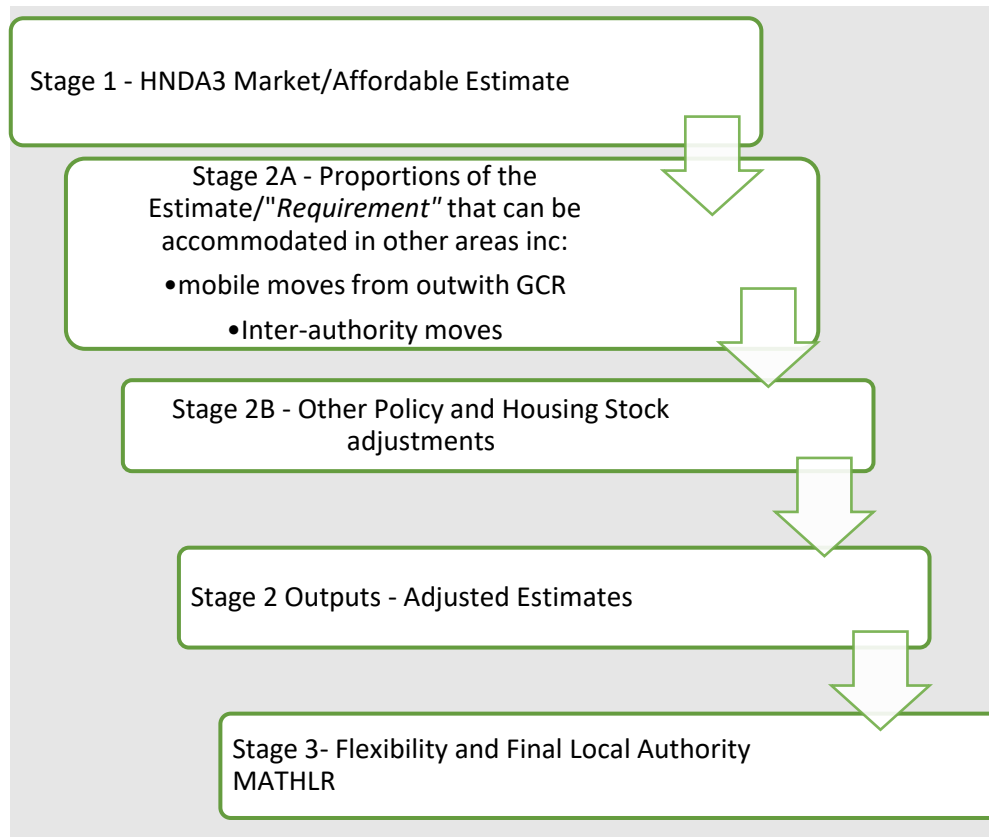 Stage 1 - HNDA3 Market/Affordable Estimate
Stage 2A - Proportions of the
Estimate/"Requirement" that can be
accommodated in other areas inc:
•mobile moves from outwith GCR
•Inter-authority moves
Stage 2B - Other Policy and Housing Stock
adjustments
Stage 2 Outputs - Adjusted Estimates
Stage 3- Flexibility and Final Local Authority
MATHLR